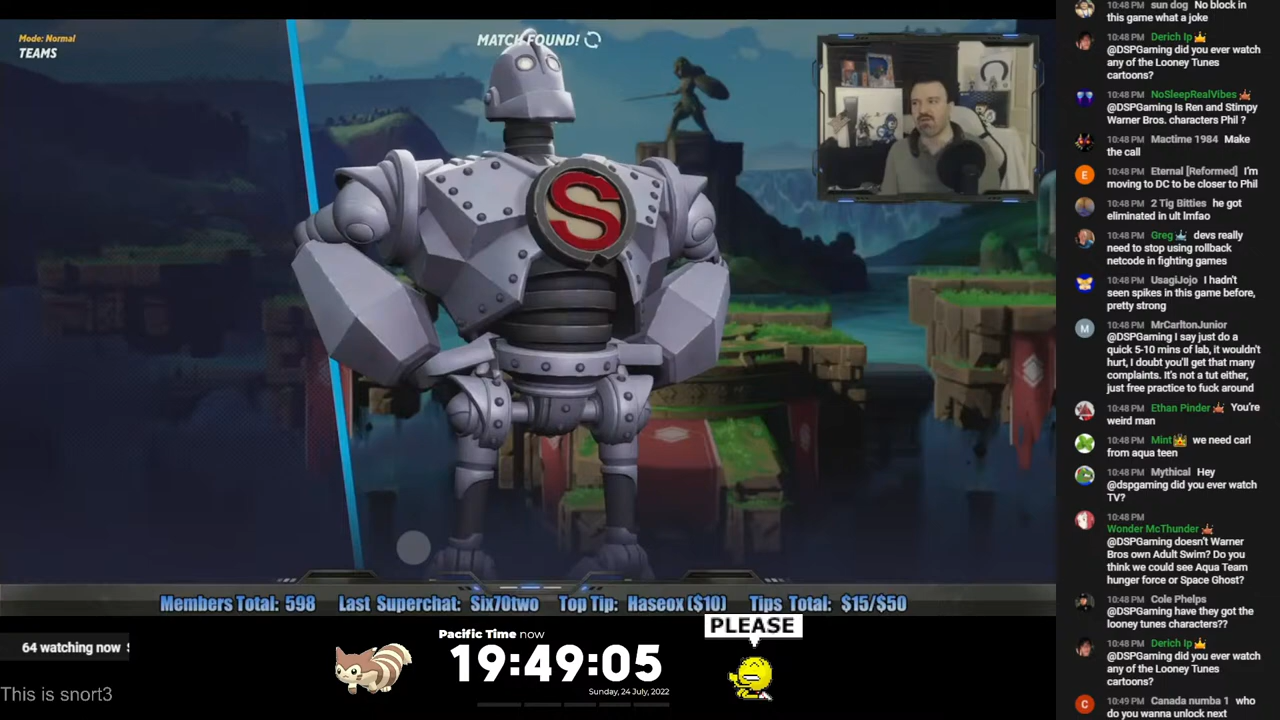 Mode: Normal
TEAMS
MATCH FOUND!
S
Members Total: 598 Last Superchat: Six70two Top Tip: Haseox ($10) Tips Total: $15/$50
64 watching now
This is snort3
Pacific Time now
19:49:05
Sunday, 24 July, 2022
PLEASE
10:48 PM sun dog No block in
this game what a joke
10:48 PM Derich Ip
@DSPGaming did you ever watch
any of the Looney Tunes
cartoons?
10:48 PM NoSleepRealVibes
@DSPGaming Is Ren and Stimpy
Warner Bros. characters Phil ?
10:48 PM Mactime 1984 Make
the call
E
10:48 PM Eternal [Reformed] I'm
moving to DC to be closer to Phil
10:48 PM 2 Tig Bitties he got
eliminated in ult lmfao
10:48 PM Greg devs really
need to stop using rollback
netcode in fighting games
10:48 PM UsagiJojo I hadn't
seen spikes in this game before,
pretty strong
M
10:48 PM MrCarltonJunior
@DSPGaming I say just do a
quick 5-10 mins of lab, it wouldn't
hurt, I doubt you'll get that many
complaints. It's not a tut either,
just free practice to fuck around
10:48 PM Ethan Pinder You're
weird man
10:48 PM Mint we need carl
from aqua teen
10:48 PM Mythical Hey
@dspgaming did you ever watch
TV?
10:48 PM
Wonder McThunder
@DSPGaming doesn't Warner
Bros own Adult Swim? Do you
think we could see Aqua Team
hunger force or Space Ghost?
10:48 PM Cole Phelps
@DSPGaming have they got the
looney tunes characters??
10:48 PM Derich Ip
@DSPGaming did you ever watch
any of the Looney Tunes
cartoons?
C
10:49 PM Canada numba 1 who
do you wanna unlock next